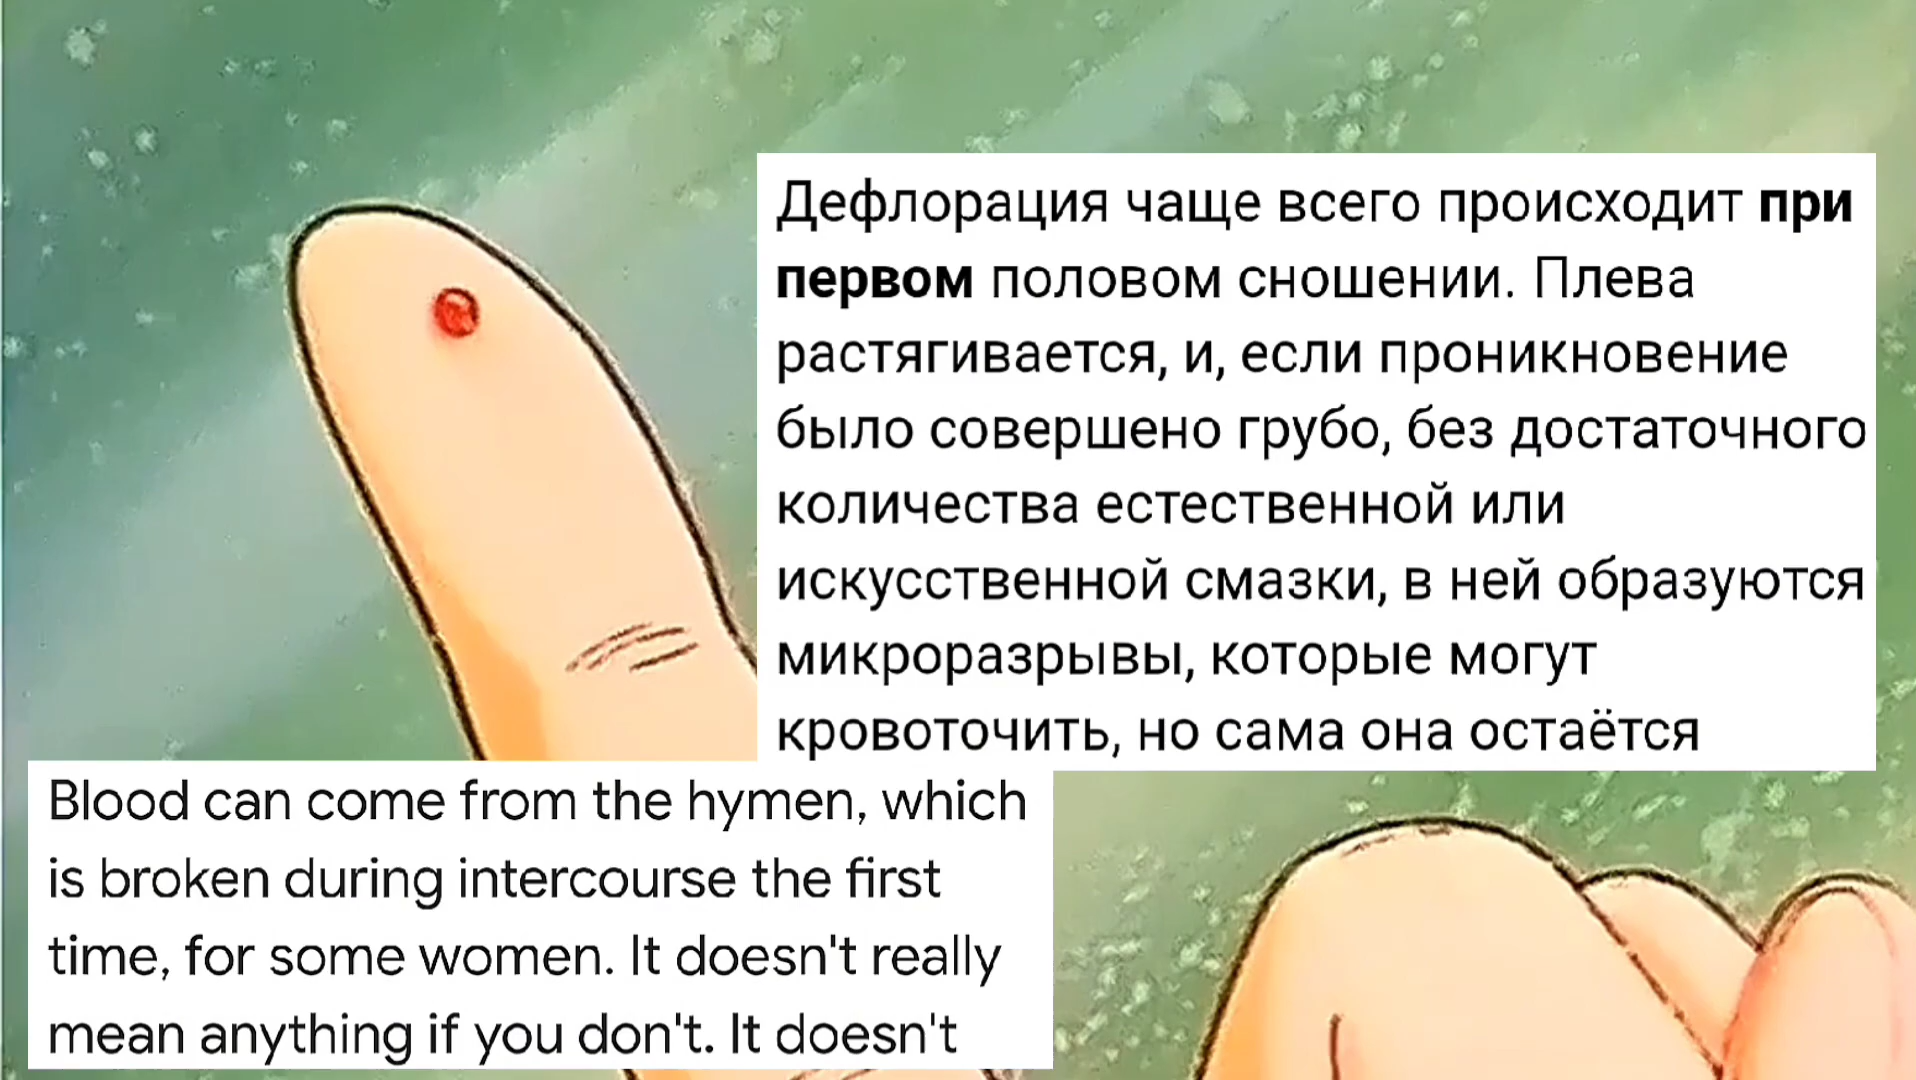 Дефлорация чаще всего происходит при
первом половом сношении. Плева
растягивается, и, если проникновение
было совершено грубо, без достаточного
количества естественной или
искусственной смазки, в ней образуются
микроразрывы, которые могут
кровоточить, но сама она остаётся
Blood can come from the hymen, which
is broken during intercourse the first
time, for some women. It doesn't really
mean anything if you don't. It doesn't